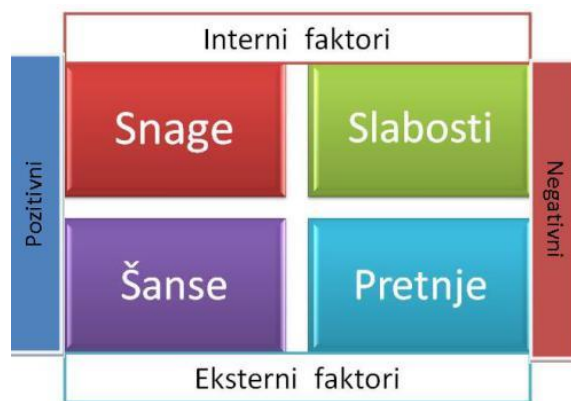 Interni faktori
Pozitivni
Snage
Slabosti
Negativni
Šanse
Pretnje
Eksterni faktori